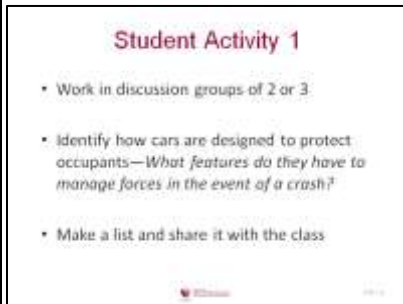 Student Activity 1
• Work in discussion groups of 2 or 3
• Identify how cars are designed to protect
occupants—What features do they have to
manage forces in the event of a crash?
• Make a list and share it with the class